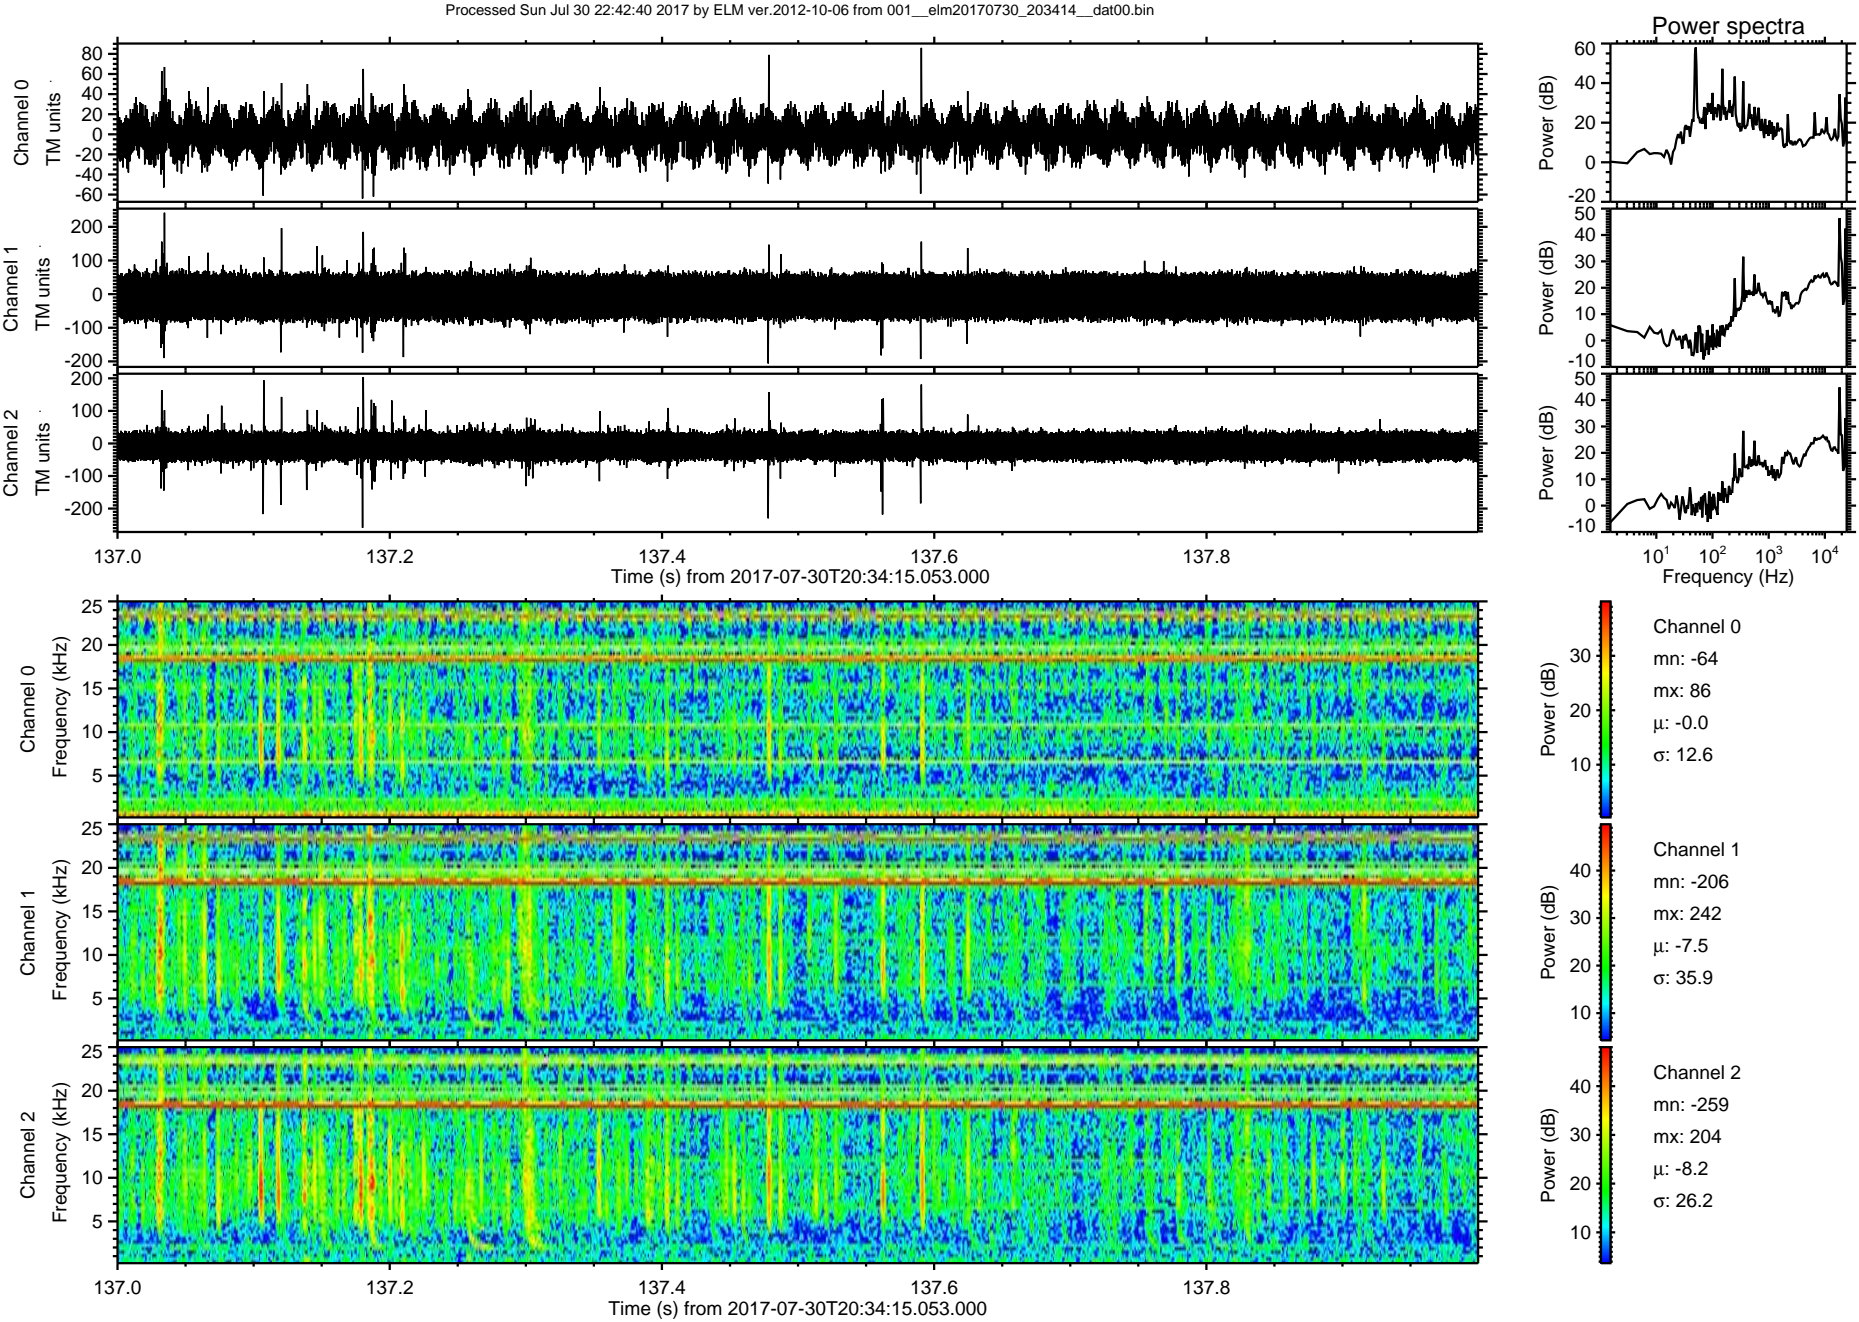 Processed Sun Jul 30 22:42:40 2017 by ELM ver.2012-10-06 from 001__elm20170730_203414__dat00.bin
Power spectra
Channel 0
TM units
80
60
40
20
0
-20
-40
-60
Power (dB)
60
40
20
0
-20
Channel 1
TM units
200
100
0
-100
-200
Power (dB)
50
40
30
20
10
0
-10
Channel 2
TM units
200
100
0
-100
-200
Power (dB)
50
40
30
20
10
0
-10
137.0 137.2 137.4 137.6 137.8
Time (s) from 2017-07-30T20:34:15.053.000
10¹ 10² 10³ 10⁴
Frequency (Hz)
Channel 0
Frequency (kHz)
25
20
15
10
5
Power (dB)
30
20
10
Channel 0
mn: -64
mx: 86
μ: -0.0
σ: 12.6
Channel 1
Frequency (kHz)
25
20
15
10
5
Power (dB)
40
30
20
10
Channel 1
mn: -206
mx: 242
μ: -7.5
σ: 35.9
Channel 2
Frequency (kHz)
25
20
15
10
5
Power (dB)
40
30
20
10
Channel 2
mn: -259
mx: 204
μ: -8.2
σ: 26.2
137.0 137.2 137.4 137.6 137.8
Time (s) from 2017-07-30T20:34:15.053.000